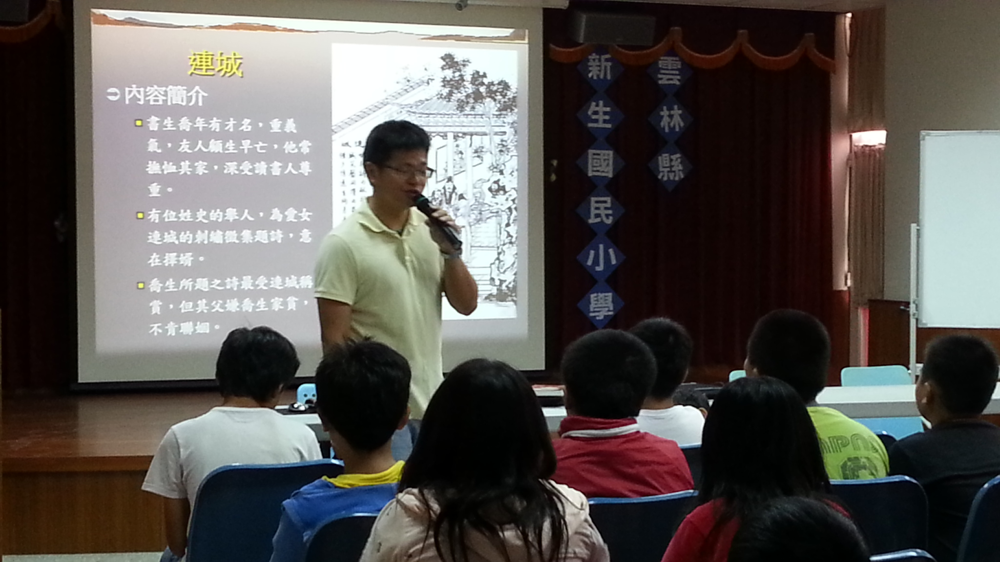 連城
內容簡介
書生喬年有才名，重義
氣，友人顧生早亡，他常
撫恤其家，深受讀書人尊
重。
有位姓史的舉人，為愛女
連城的刺繡徵集題詩，意
在擇婿。
喬生所題之詩最受連城稱
賞，但其父嫌喬生家貧，
不肯聯姻。
雲林縣
新生國民小學